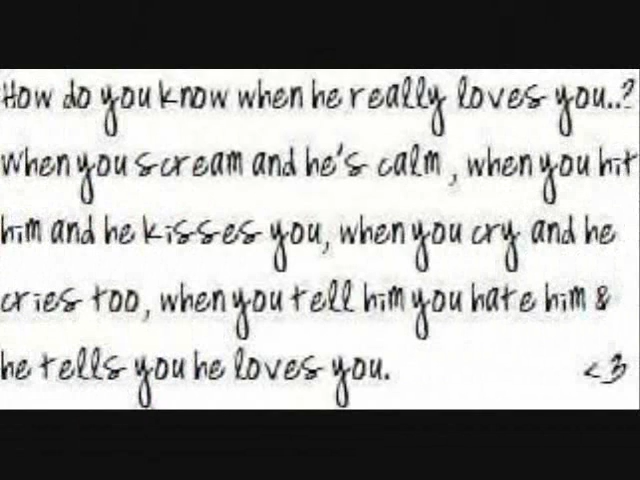 How do you know when he really loves you..?
When you scream and he's calm, when you hit
him and he kisses you, when you cry and he
cries too, when you tell him you hate him &
he tells you he loves you. <3